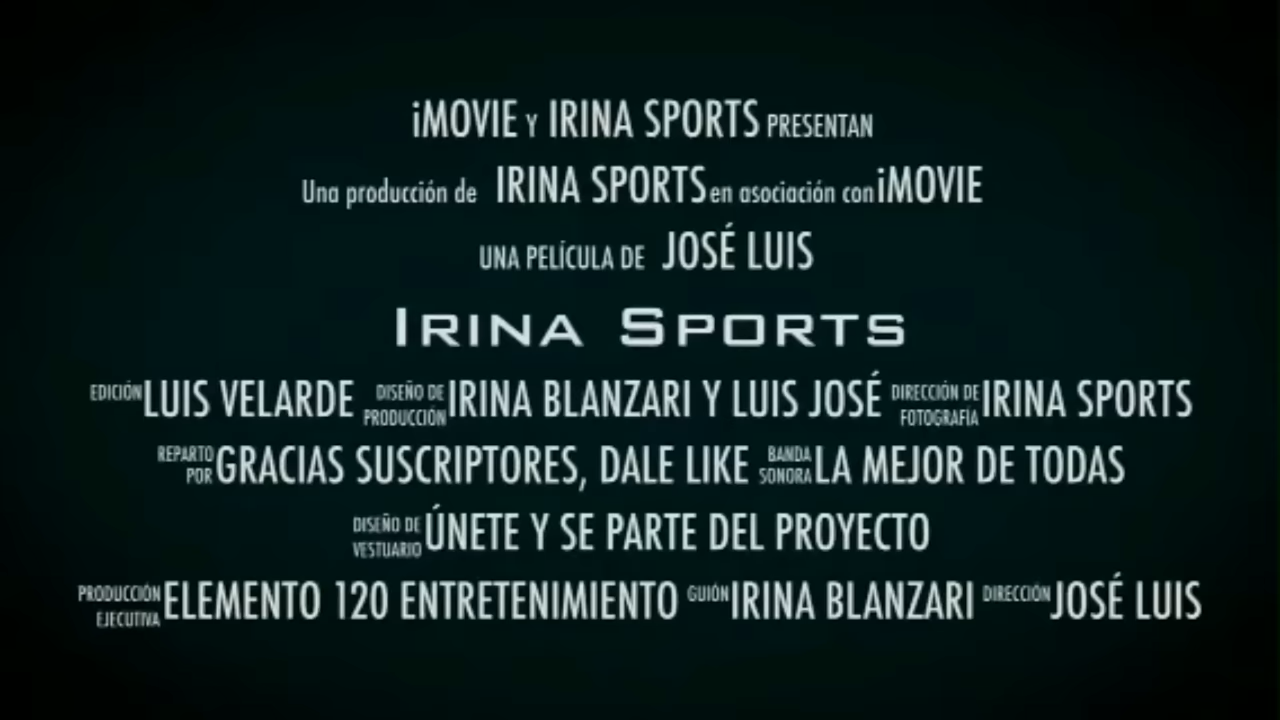 iMOVIE Y IRINA SPORTS PRESENTAN
Una producción de IRINA SPORTS en asociación con iMOVIE
UNA PELÍCULA DE JOSÉ LUIS
IRINA SPORTS
EDICIÓN LUIS VELARDE DISEÑO DE PRODUCCIÓN IRINA BLANZARI Y LUIS JOSÉ DIRECCIÓN DE FOTOGRAFÍA IRINA SPORTS
REPARTO POR GRACIAS SUSCRIPTORES, DALE LIKE BANDA SONORA LA MEJOR DE TODAS
DISEÑO DE VESTUARIO ÚNETE Y SE PARTE DEL PROYECTO
PRODUCCIÓN EJECUTIVA ELEMENTO 120 ENTRETENIMIENTO GUIÓN IRINA BLANZARI DIRECCIÓN JOSÉ LUIS